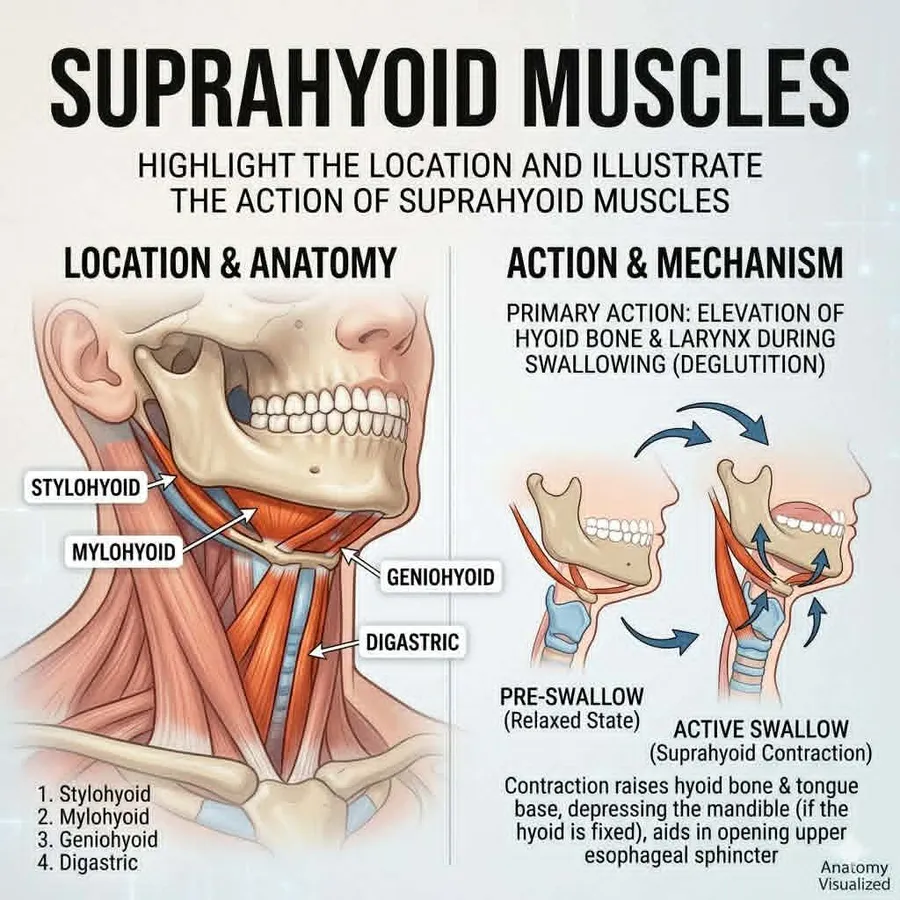 SUPRAHYOID MUSCLES
HIGHLIGHT THE LOCATION AND ILLUSTRATE
THE ACTION OF SUPRAHYOID MUSCLES
LOCATION & ANATOMY
STYLOHYOID
MYLOHYOID
GENIOHYOID
DIGASTRIC
1. Stylohyoid
2. Mylohyoid
3. Geniohyoid
4. Digastric
ACTION & MECHANISM
PRIMARY ACTION: ELEVATION OF
HYOID BONE & LARYNX DURING
SWALLOWING (DEGLUTITION)
PRE-SWALLOW
(Relaxed State)
ACTIVE SWALLOW
(Suprahyoid Contraction)
Contraction raises hyoid bone & tongue
base, depressing the mandible (if the
hyoid is fixed), aids in opening upper
esophageal sphincter
Anatomy
Visualized